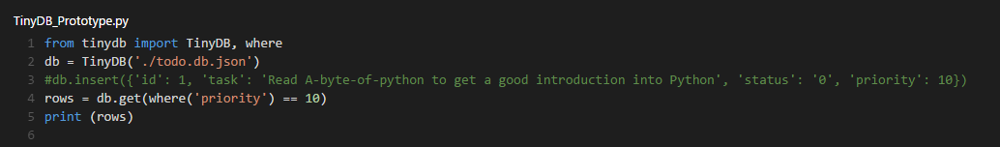 TinyDB_Prototype.py
1 from tinydb import TinyDB, where
2 db = TinyDB('./todo.db.json')
3 #db.insert({'id': 1, 'task': 'Read A-byte-of-python to get a good introduction into Python', 'status': '0', 'priority': 10})
4 rows = db.get(where('priority') == 10)
5 print (rows)
6